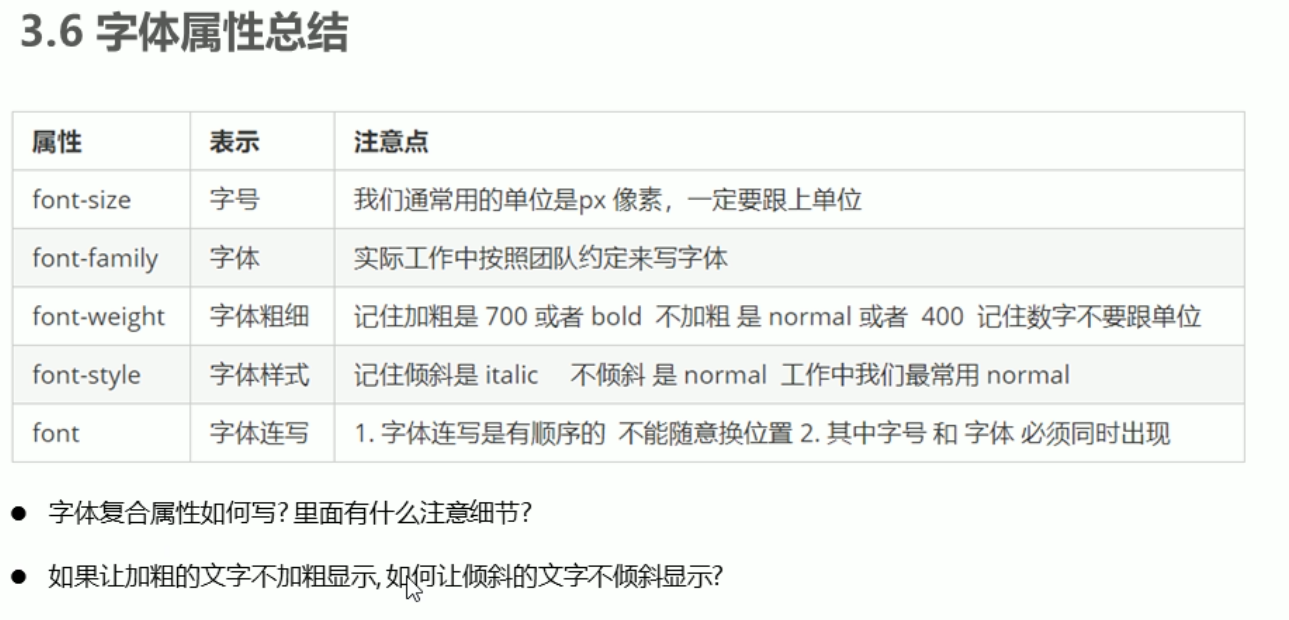 3.6 字体属性总结
属性 表示 注意点
font-size 字号 我们通常用的单位是px 像素，一定要跟上单位
font-family 字体 实际工作中按照团队约定来写字体
font-weight 字体粗细 记住加粗是 700 或者 bold 不加粗 是 normal 或者 400 记住数字不要跟单位
font-style 字体样式 记住倾斜是 italic 不倾斜 是 normal 工作中我们最常用 normal
font 字体连写 1. 字体连写是有顺序的 不能随意换位置 2. 其中字号 和 字体 必须同时出现
● 字体复合属性如何写? 里面有什么注意细节?
● 如果让加粗的文字不加粗显示, 如何让倾斜的文字不倾斜显示?